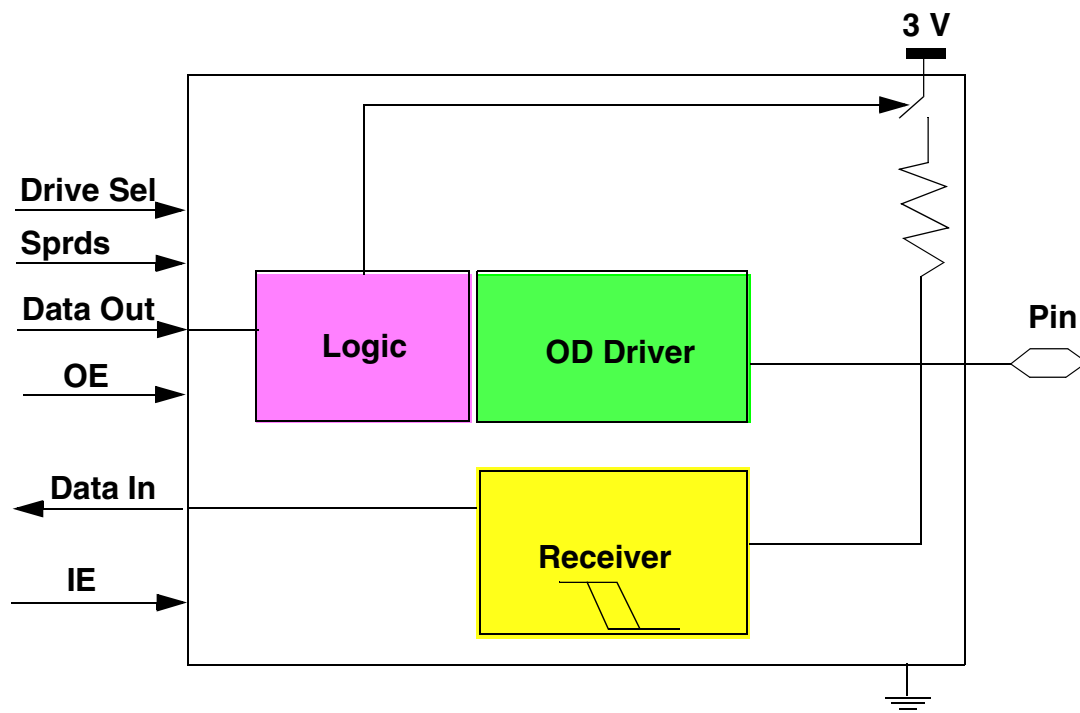 3 V
Drive Sel
Sprds
Data Out
Pin
Logic
OD Driver
OE
Data In
Receiver
IE